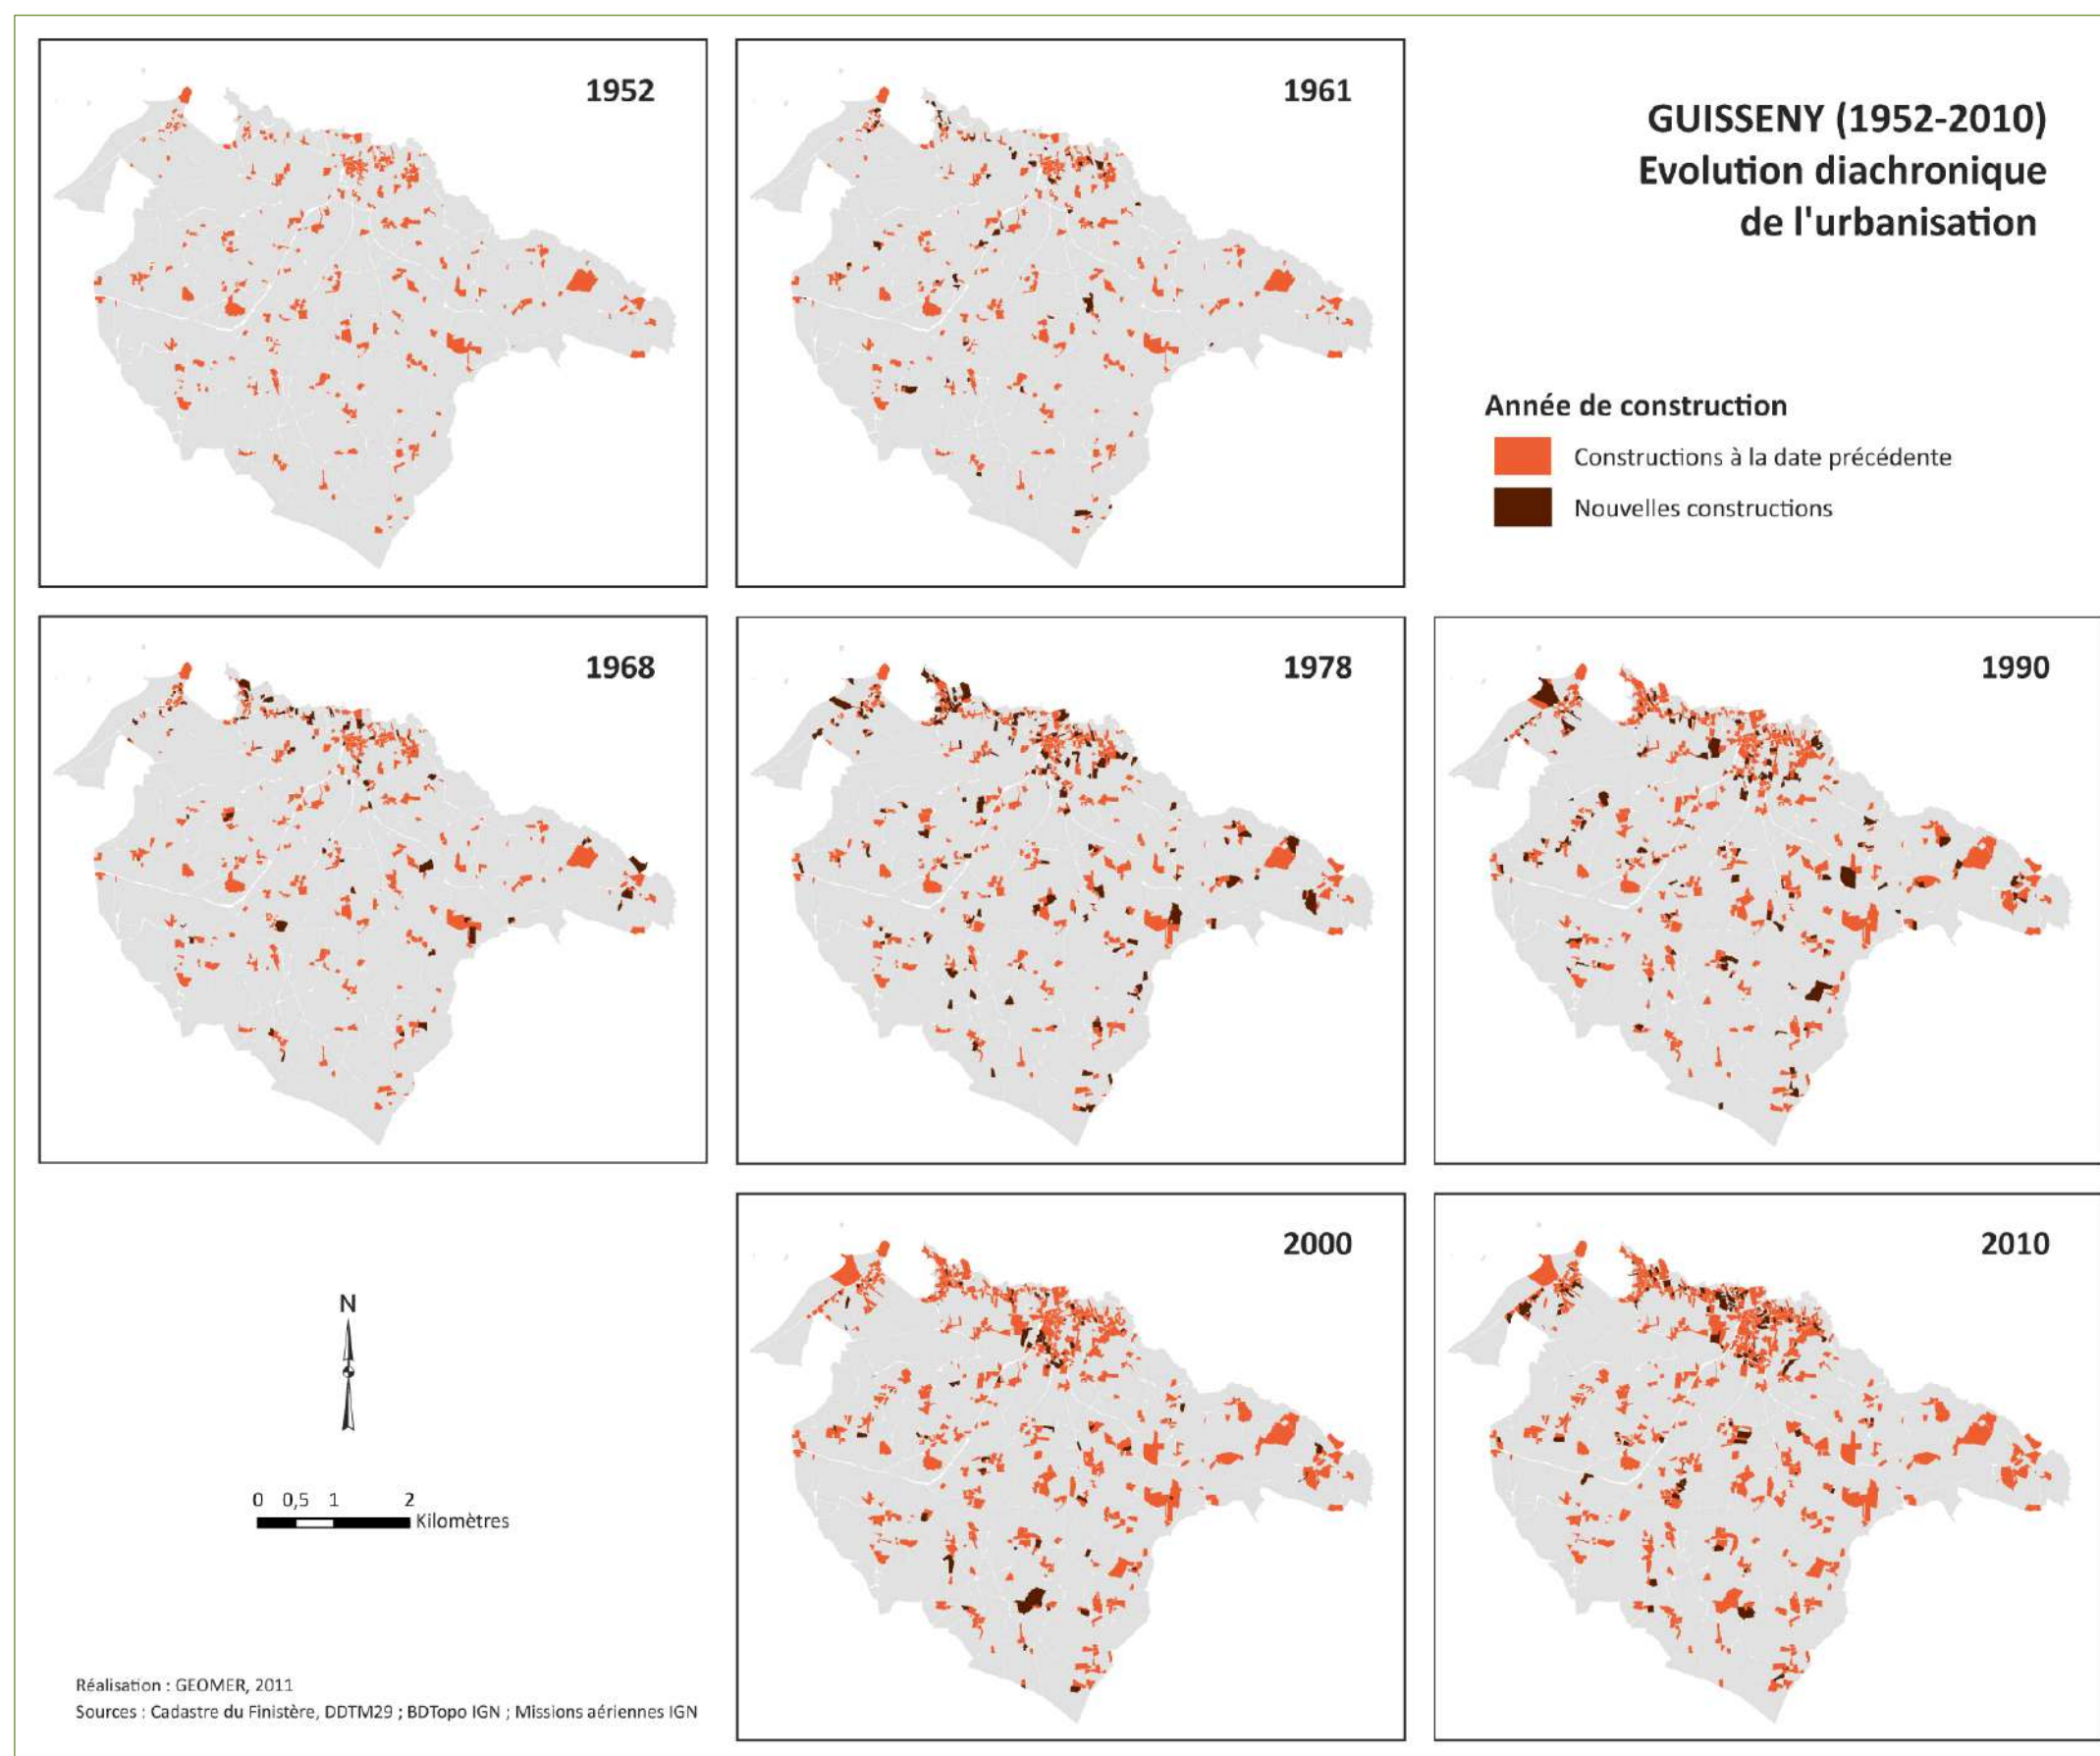 1952
1961
GUISSENY (1952-2010)
Evolution diachronique
de l'urbanisation
Année de construction
Constructions à la date précédente
Nouvelles constructions
1968
1978
1990
2000
2010
N
0 0,5 1 2
Kilomètres
Réalisation : GEOMER, 2011
Sources : Cadastre du Finistère, DDTM29 ; BDTopo IGN ; Missions aériennes IGN